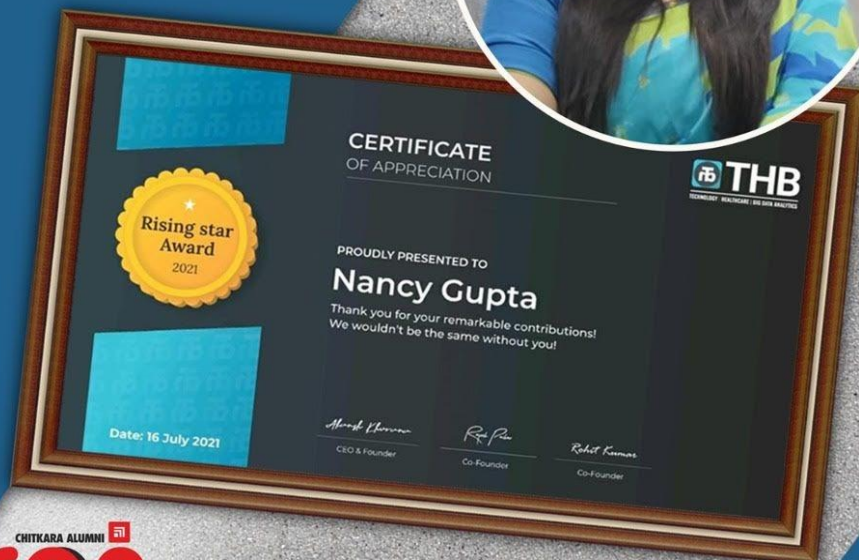 CERTIFICATE
OF APPRECIATION
THB
TECHNOLOGY | HEALTHCARE | BIG DATA ANALYTICS
Rising star
Award
2021
PROUDLY PRESENTED TO
Nancy Gupta
Thank you for your remarkable contributions!
We wouldn't be the same without you!
Date: 16 July 2021
CEO & Founder
Co-Founder
Rohit Kumar
Co-Founder
CHITKARA ALUMNI